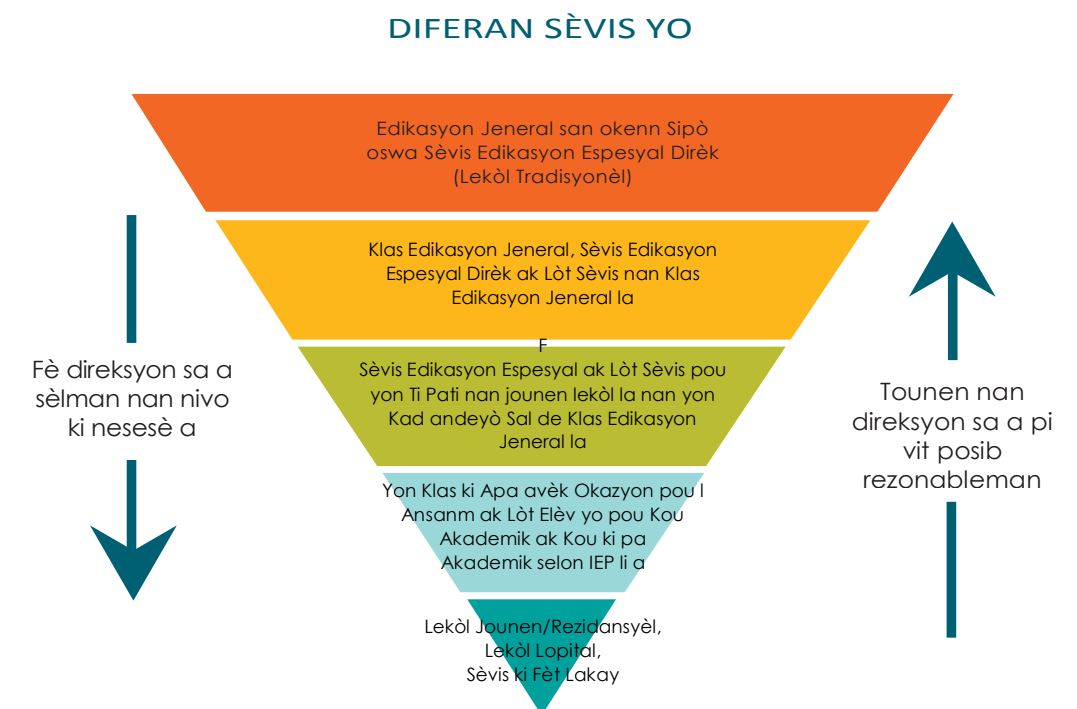 DIFERAN SÈVIS YO
Edikasyon Jeneral san okenn Sipò
oswa Sèvis Edikasyon Espesyal Dirèk
(Lekòl Tradisyonèl)
Klas Edikasyon Jeneral, Sèvis Edikasyon
Espesyal Dirèk ak Lòt Sèvis nan Klas
Edikasyon Jeneral la
F
Sèvis Edikasyon Espesyal ak Lòt Sèvis pou
yon Ti Pati nan jounen lekòl la nan yon
Kad andeyò Sal de Klas Edikasyon
Jeneral la
Yon Klas ki Apa avèk Okazyon pou l
Ansanm ak Lòt Elèv yo pou Kou
Akademik ak Kou ki pa
Akademik selon IEP li a
Lekòl Jounen/Rezidansyèl,
Lekòl Lopital,
Sèvis ki Fèt Lakay
Fè direksyon sa a
sèlman nan nivo
ki nesesè a
Tounen nan
direksyon sa a pi
vit posib
rezonableman